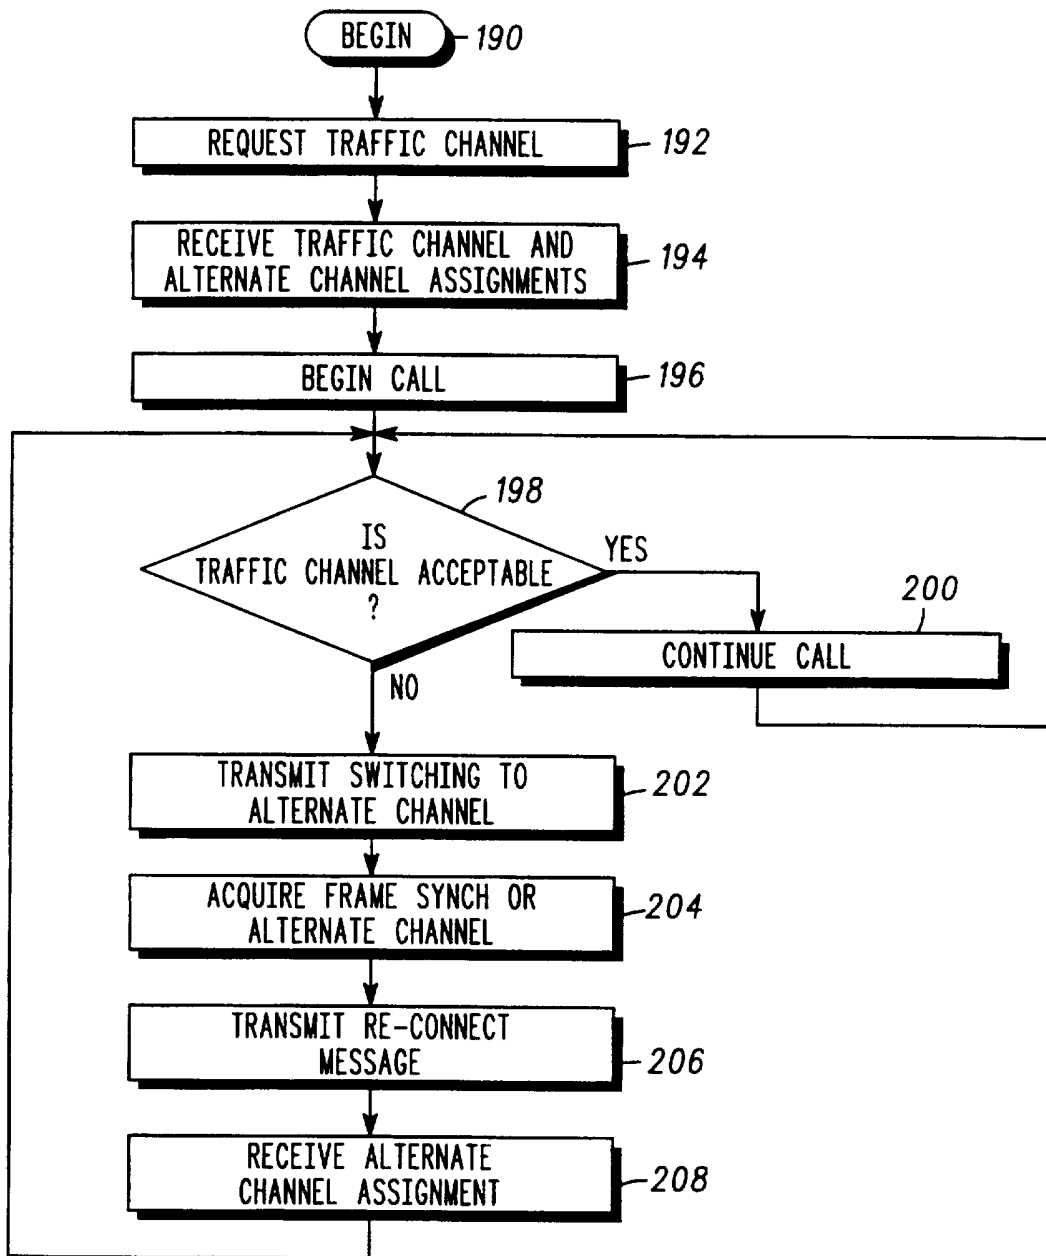 BEGIN
190
REQUEST TRAFFIC CHANNEL
192
RECEIVE TRAFFIC CHANNEL AND
ALTERNATE CHANNEL ASSIGNMENTS
194
BEGIN CALL
196
198
IS
TRAFFIC CHANNEL ACCEPTABLE
?
YES
200
CONTINUE CALL
NO
TRANSMIT SWITCHING TO
ALTERNATE CHANNEL
202
ACQUIRE FRAME SYNCH OR
ALTERNATE CHANNEL
204
TRANSMIT RE-CONNECT
MESSAGE
206
RECEIVE ALTERNATE
CHANNEL ASSIGNMENT
208